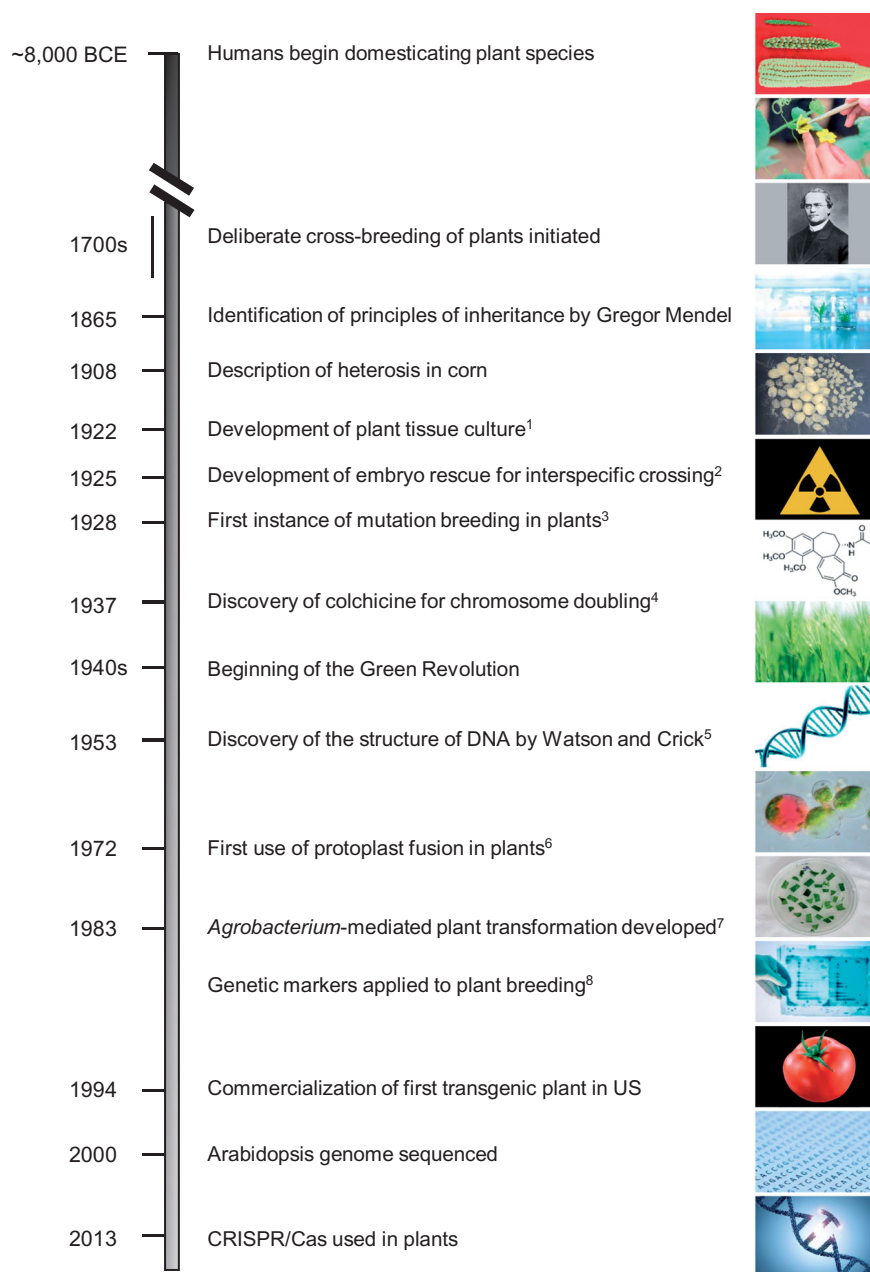 ~8,000 BCE Humans begin domesticating plant species
1700s Deliberate cross-breeding of plants initiated
1865 Identification of principles of inheritance by Gregor Mendel
1908 Description of heterosis in corn
1922 Development of plant tissue culture¹
1925 Development of embryo rescue for interspecific crossing²
1928 First instance of mutation breeding in plants³
H₃CO
H₃CO
OCH₃
O
N
H
O
OCH₃
1937 Discovery of colchicine for chromosome doubling⁴
1940s Beginning of the Green Revolution
1953 Discovery of the structure of DNA by Watson and Crick⁵
1972 First use of protoplast fusion in plants⁶
1983 Agrobacterium-mediated plant transformation developed⁷
Genetic markers applied to plant breeding⁸
1994 Commercialization of first transgenic plant in US
2000 Arabidopsis genome sequenced
2013 CRISPR/Cas used in plants